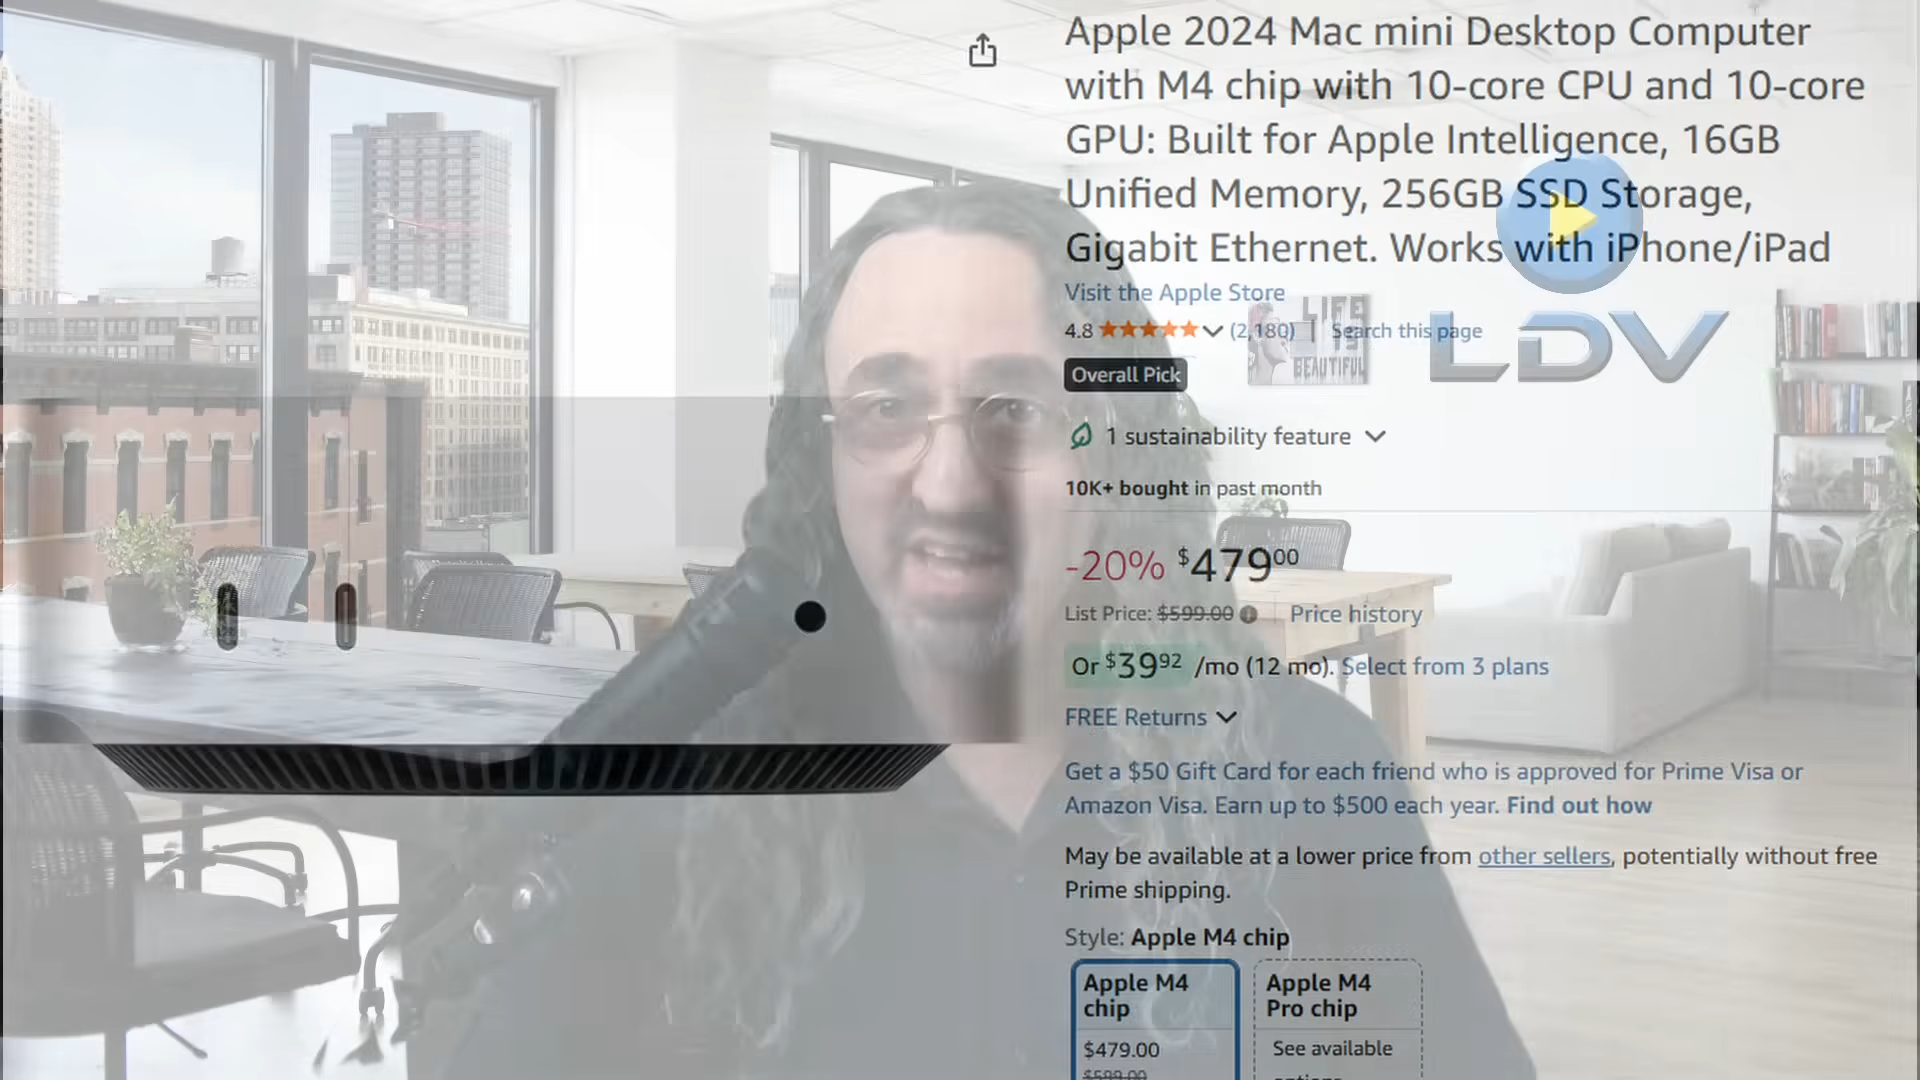 Apple 2024 Mac mini Desktop Computer
with M4 chip with 10-core CPU and 10-core
GPU: Built for Apple Intelligence, 16GB
Unified Memory, 256GB SSD Storage,
Gigabit Ethernet. Works with iPhone/iPad
Visit the Apple Store
4.8 (2,180) | Search this page
LIFE
IS
BEAUTIFUL
LDV
Overall Pick
1 sustainability feature
10K+ bought in past month
-20% $47900
List Price: $599.00 Price history
Or $3992 /mo (12 mo). Select from 3 plans
FREE Returns
Get a $50 Gift Card for each friend who is approved for Prime Visa or
Amazon Visa. Earn up to $500 each year. Find out how
May be available at a lower price from other sellers, potentially without free
Prime shipping.
Style: Apple M4 chip
Apple M4
chip
$479.00
$599.00
Apple M4
Pro chip
See available
options